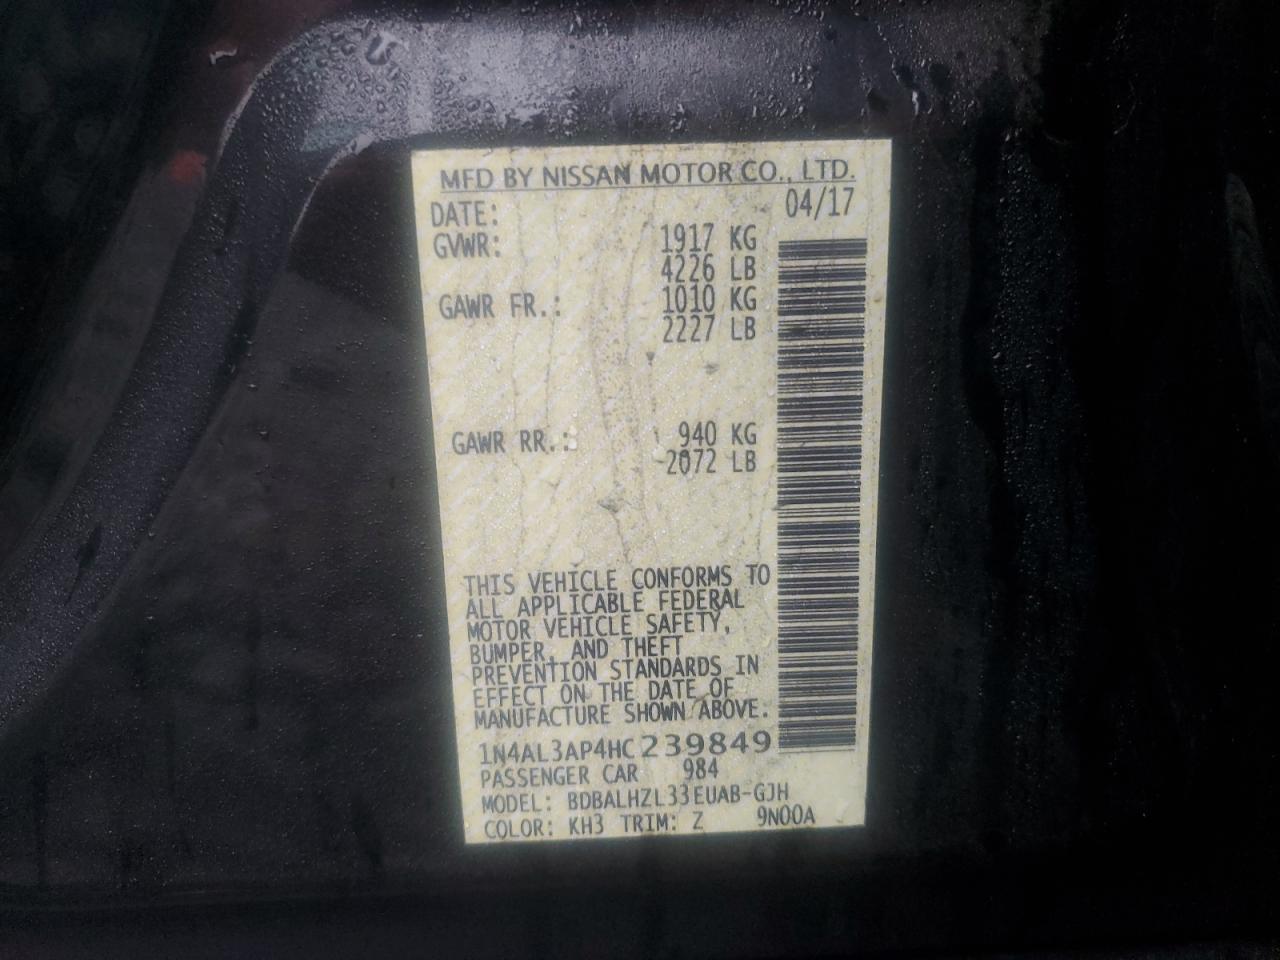 MFD BY NISSAN MOTOR CO., LTD.
DATE: 04/17
GVWR: 1917 KG
4226 LB
GAWR FR.: 1010 KG
2227 LB
GAWR RR.: 940 KG
2072 LB
THIS VEHICLE CONFORMS TO
ALL APPLICABLE FEDERAL
MOTOR VEHICLE SAFETY,
BUMPER, AND THEFT
PREVENTION STANDARDS IN
EFFECT ON THE DATE OF
MANUFACTURE SHOWN ABOVE.
1N4AL3AP4HC239849
PASSENGER CAR 984
MODEL: BDBALHZL33EUAB-GJH
COLOR: KH3 TRIM: Z 9N00A